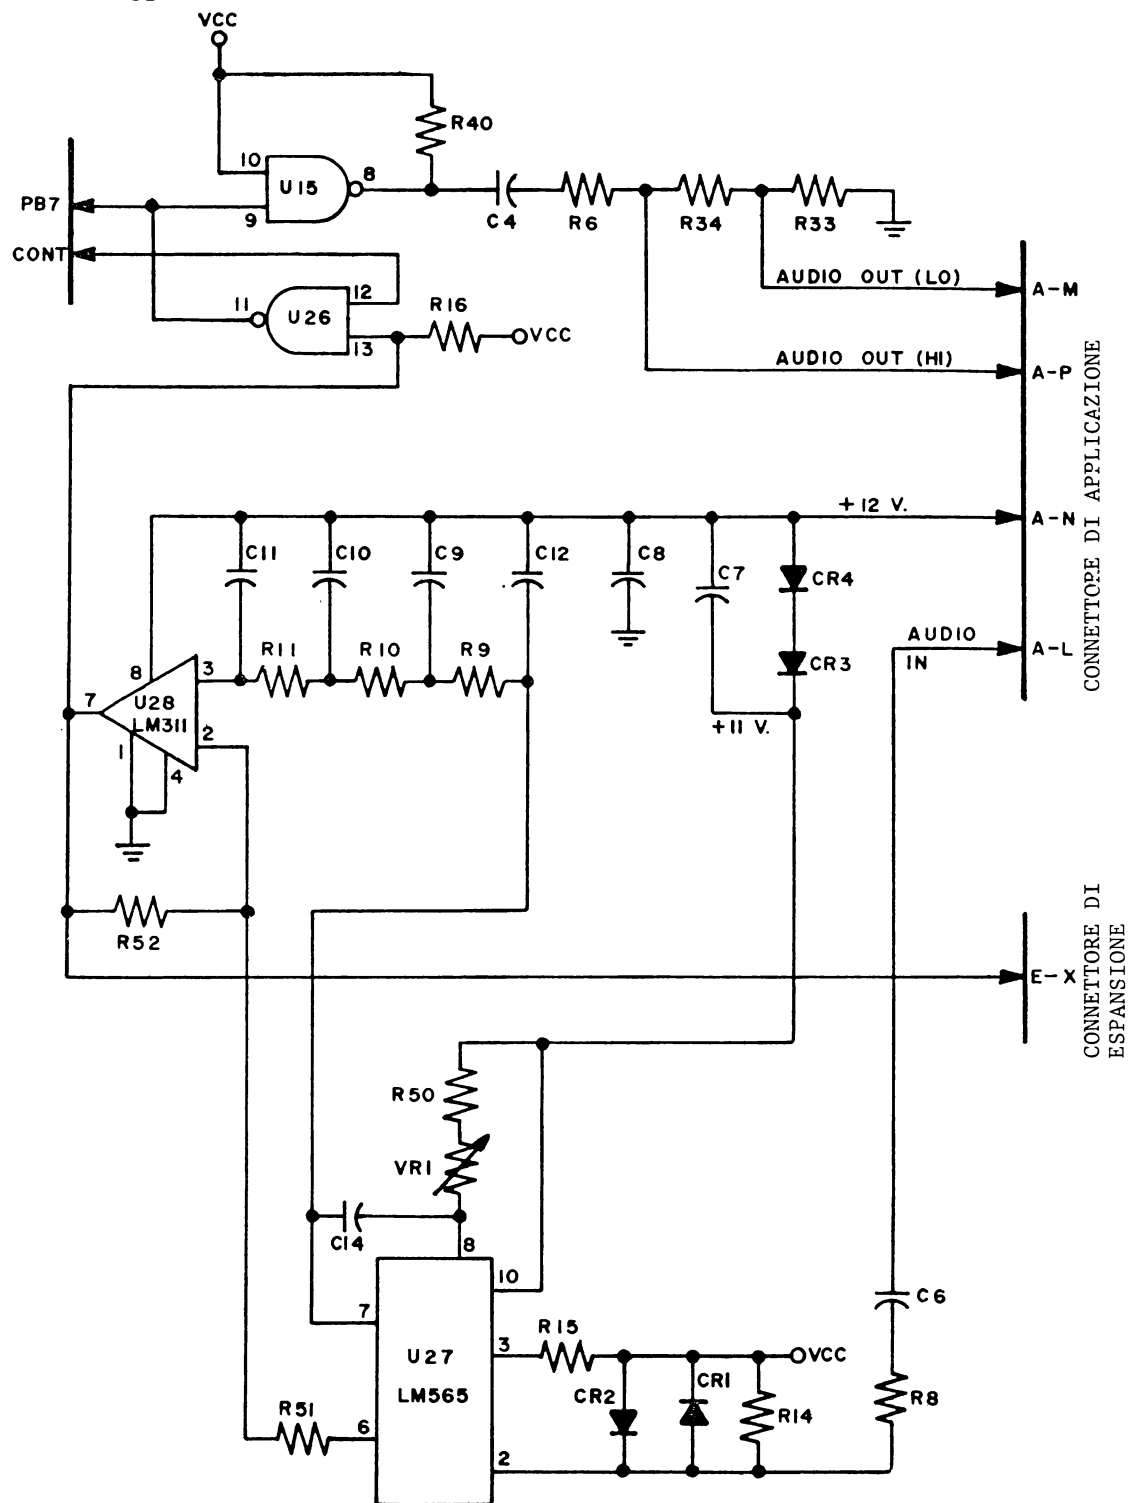 VCC
R40
10
U15
8
PB7
9
C4
R6
R34
R33
CONT
AUDIO OUT (LO)
A-M
12
11
U26
R16
VCC
13
AUDIO OUT (HI)
A-P
CONNETTORE DI APPLICAZIONE
+12 V.
A-N
C11
C10
C9
C12
C8
C7
CR4
AUDIO
IN
A-L
R11
R10
R9
CR3
8
3
U28
LM311
7
2
1
4
+11 V.
R52
CONNETTORE DI
ESPANSIONE
E-X
R50
VR1
C14
8
10
7
C6
R15
3
VCC
U27
LM565
CR2
CR1
R14
R8
R51
6
2